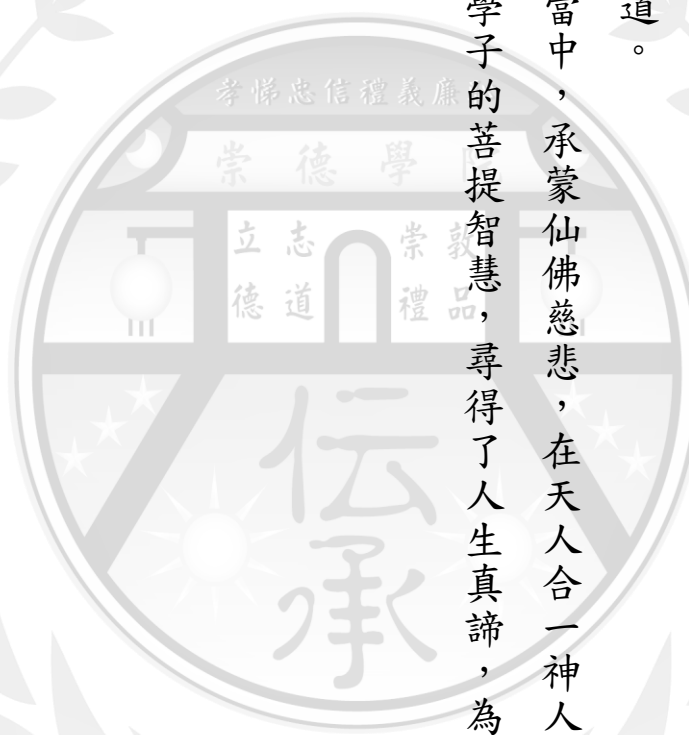 道。
當中，承蒙仙佛慈悲，在天人合一神人
學子的菩提智慧，尋得了人生真諦，為
孝悌忠信禮義廉
崇德學
立志
德道
崇敦
禮品
伝承